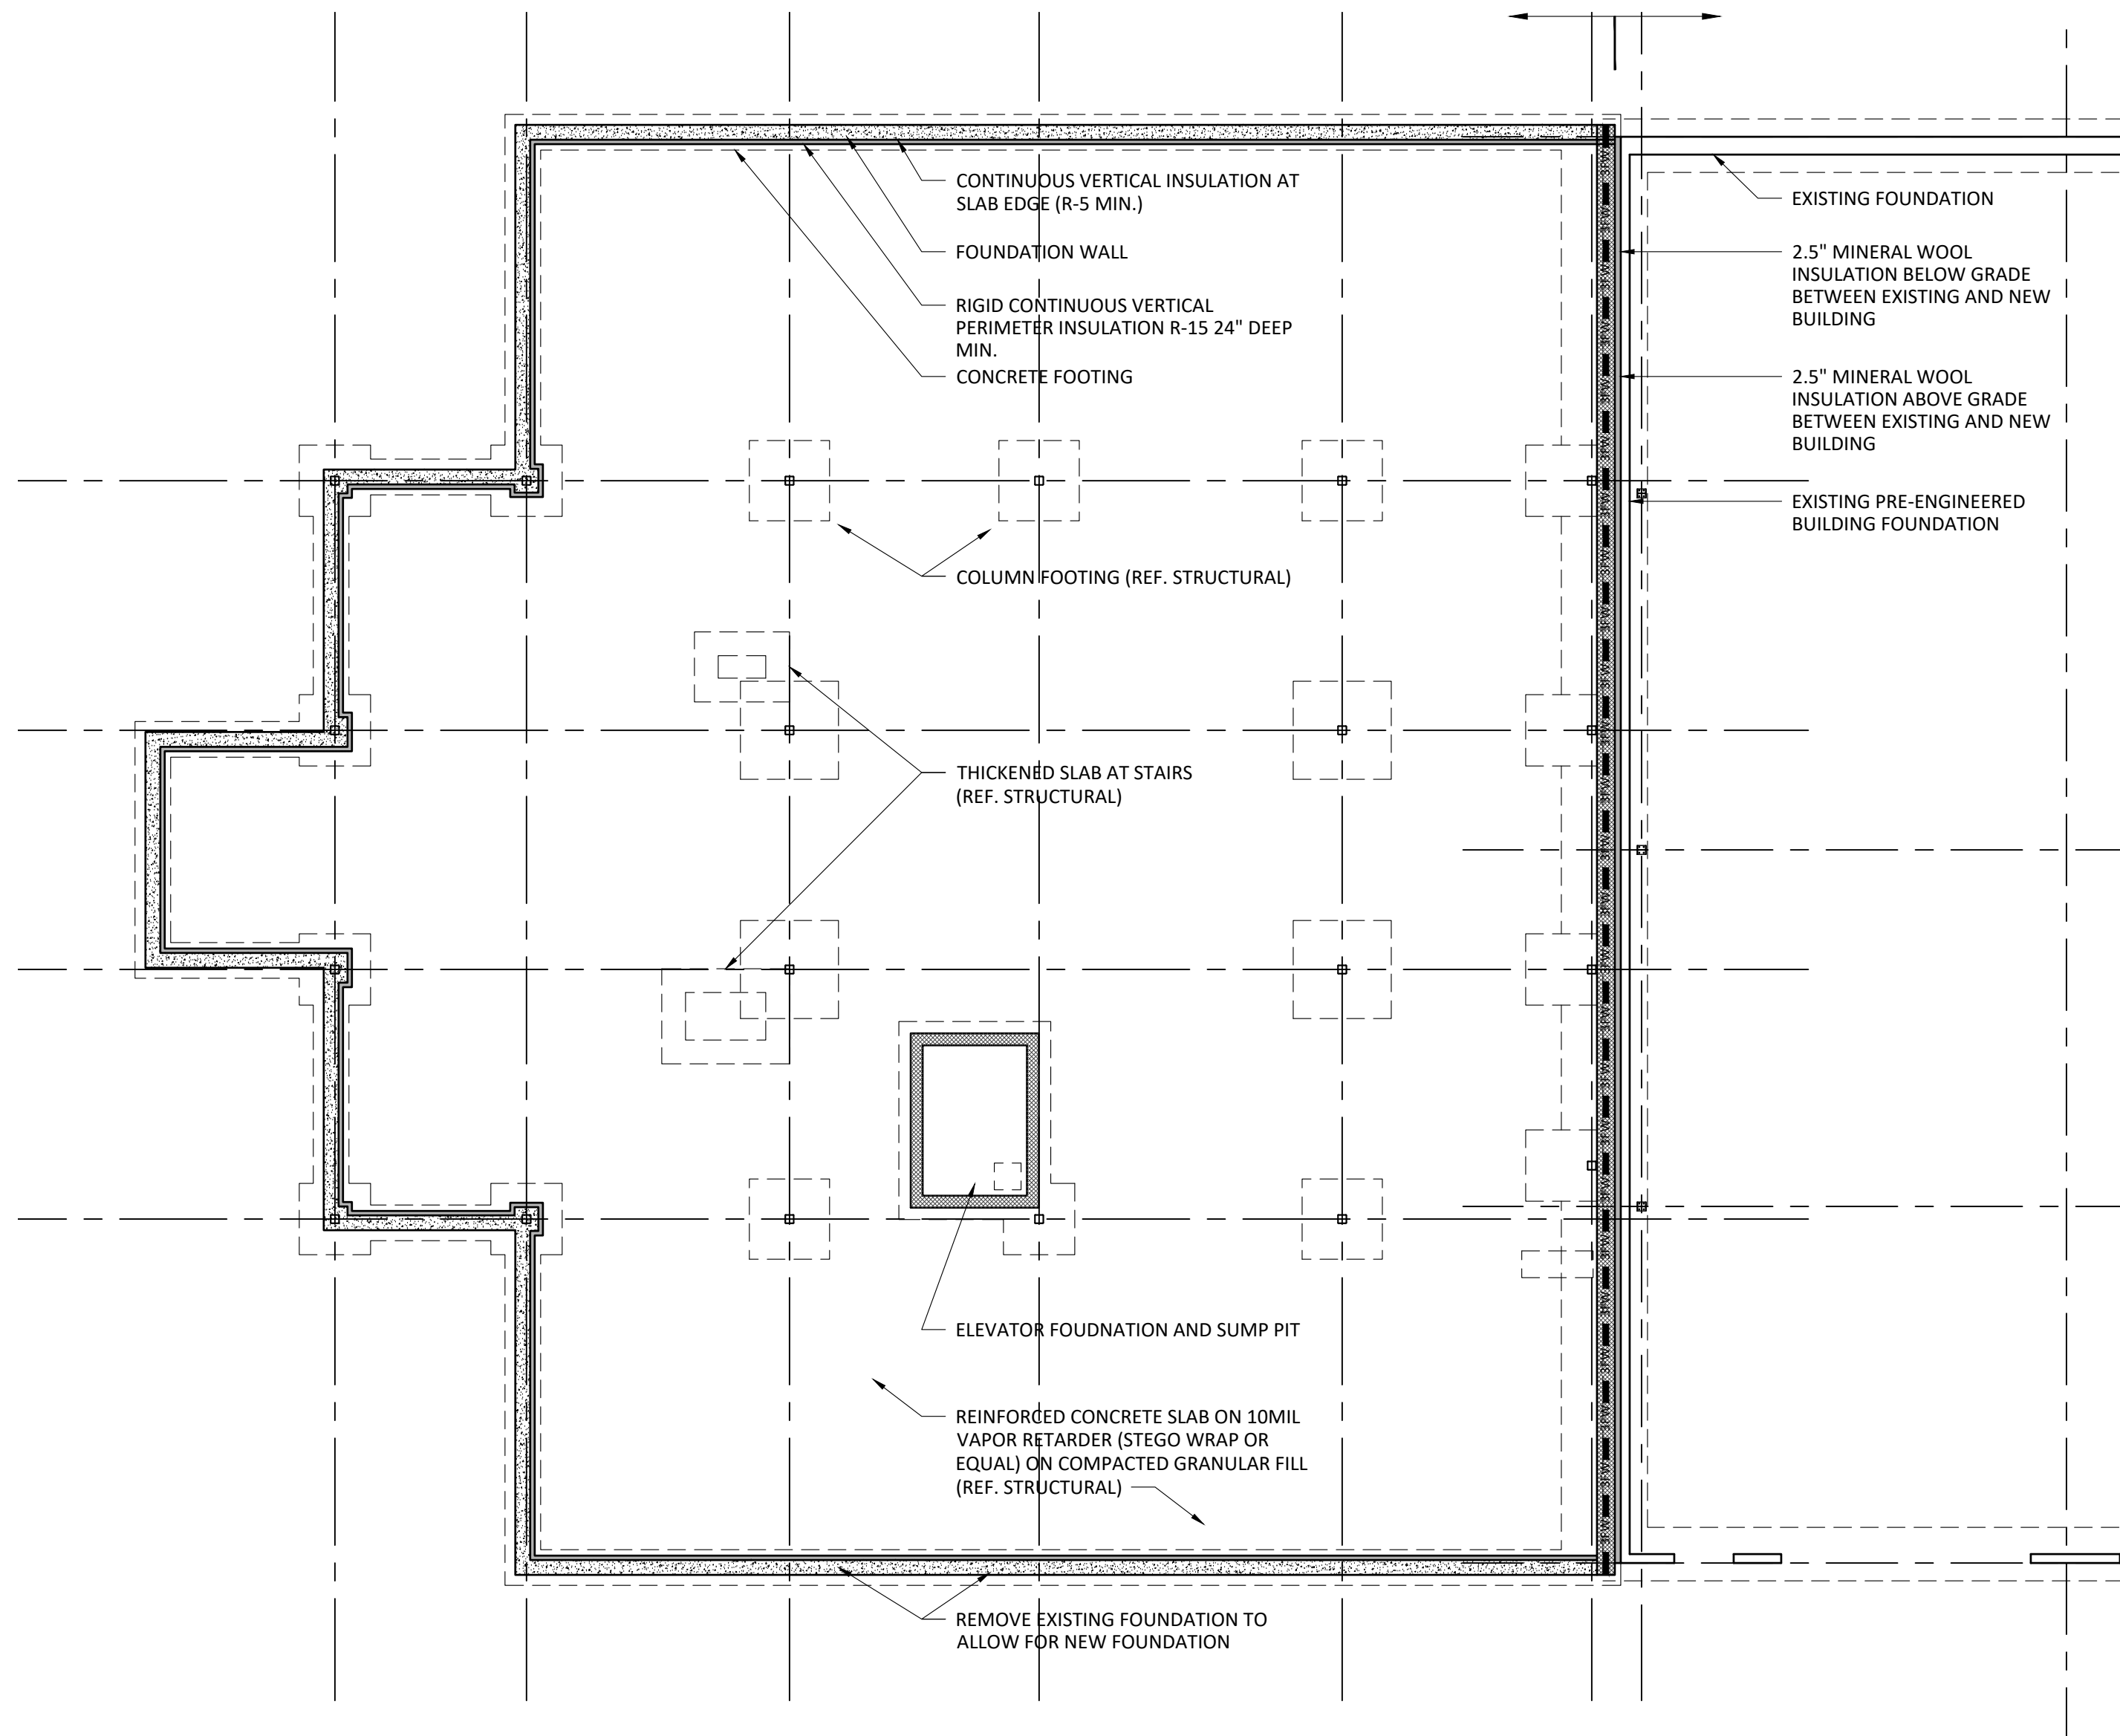 CONTINUOUS VERTICAL INSULATION AT
SLAB EDGE (R-5 MIN.)
FOUNDATION WALL
RIGID CONTINUOUS VERTICAL
PERIMETER INSULATION R-15 24" DEEP
MIN.
CONCRETE FOOTING
EXISTING FOUNDATION
2.5" MINERAL WOOL
INSULATION BELOW GRADE
BETWEEN EXISTING AND NEW
BUILDING
2.5" MINERAL WOOL
INSULATION ABOVE GRADE
BETWEEN EXISTING AND NEW
BUILDING
EXISTING PRE-ENGINEERED
BUILDING FOUNDATION
COLUMN FOOTING (REF. STRUCTURAL)
THICKENED SLAB AT STAIRS
(REF. STRUCTURAL)
ELEVATOR FOUDNATION AND SUMP PIT
REINFORCED CONCRETE SLAB ON 10MIL
VAPOR RETARDER (STEGO WRAP OR
EQUAL) ON COMPACTED GRANULAR FILL
(REF. STRUCTURAL)
REMOVE EXISTING FOUNDATION TO
ALLOW FOR NEW FOUNDATION